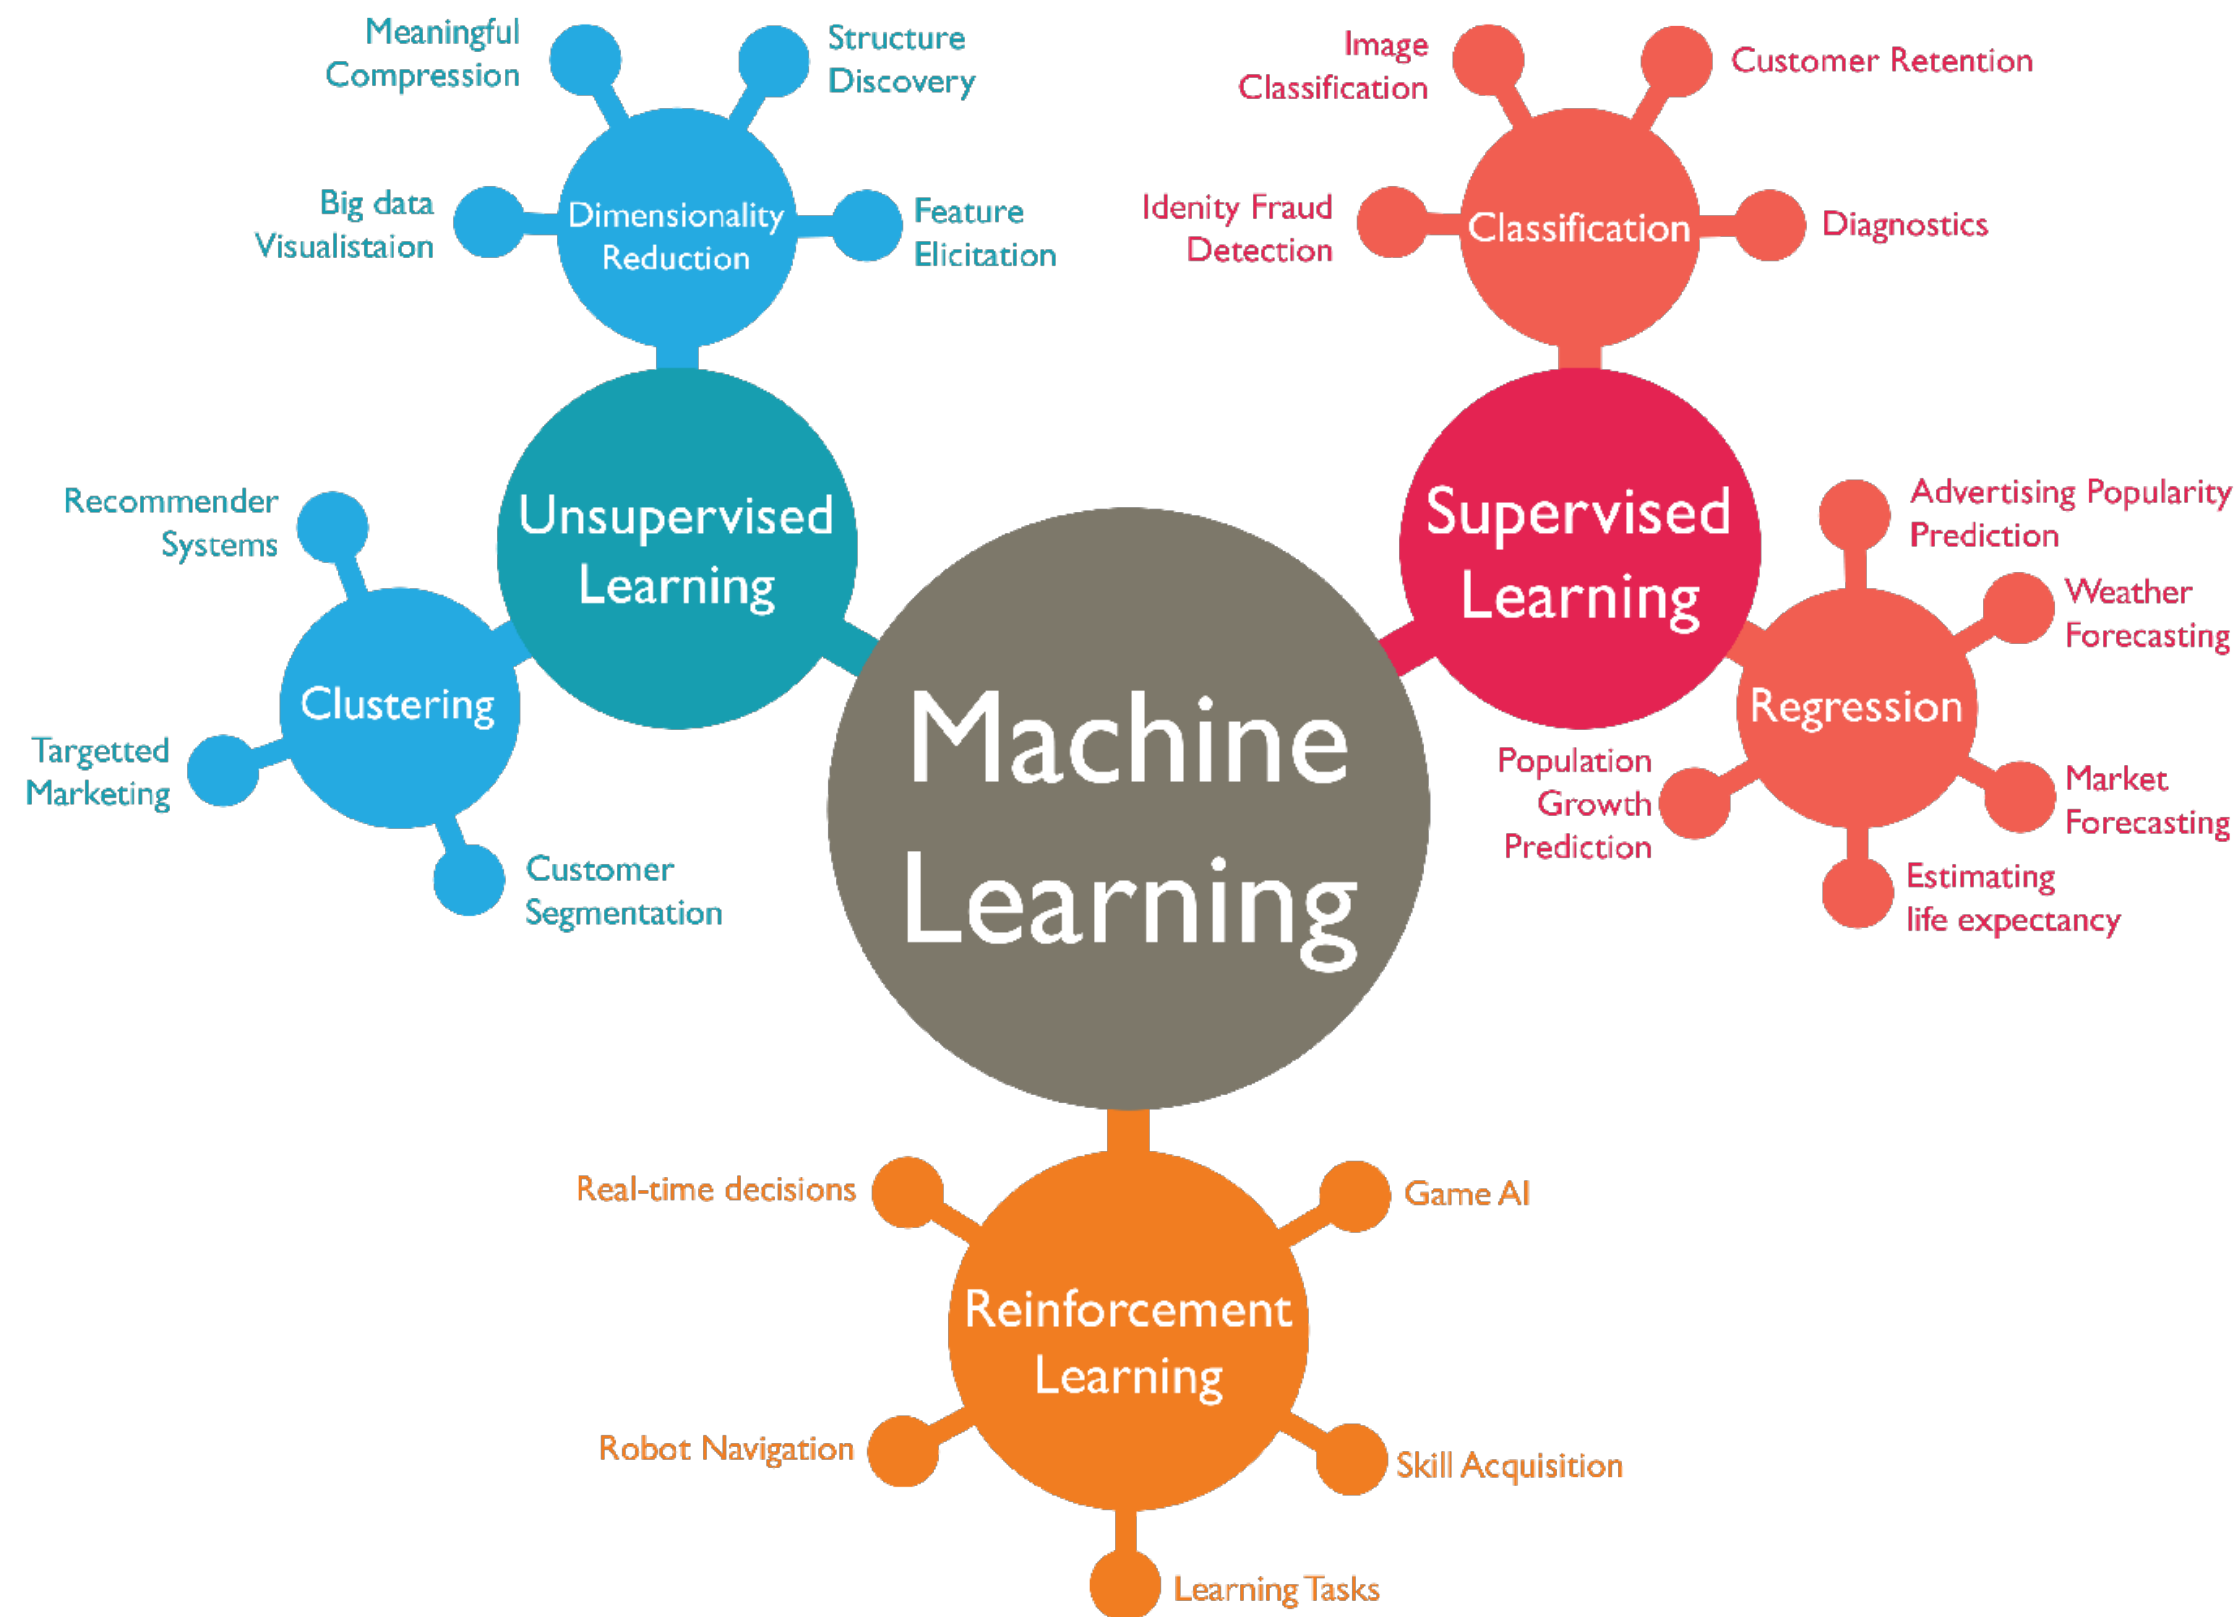 Meaningful
Compression
Structure
Discovery
Big data
Visualistaion
Dimensionality
Reduction
Feature
Elicitation
Image
Classification
Customer Retention
Idenity Fraud
Detection
Classification
Diagnostics
Unsupervised
Learning
Recommender
Systems
Clustering
Targetted
Marketing
Customer
Segmentation
Machine
Learning
Supervised
Learning
Advertising Popularity
Prediction
Weather
Forecasting
Regression
Population
Growth
Prediction
Market
Forecasting
Estimating
life expectancy
Real-time decisions
Game AI
Reinforcement
Learning
Robot Navigation
Skill Acquisition
Learning Tasks